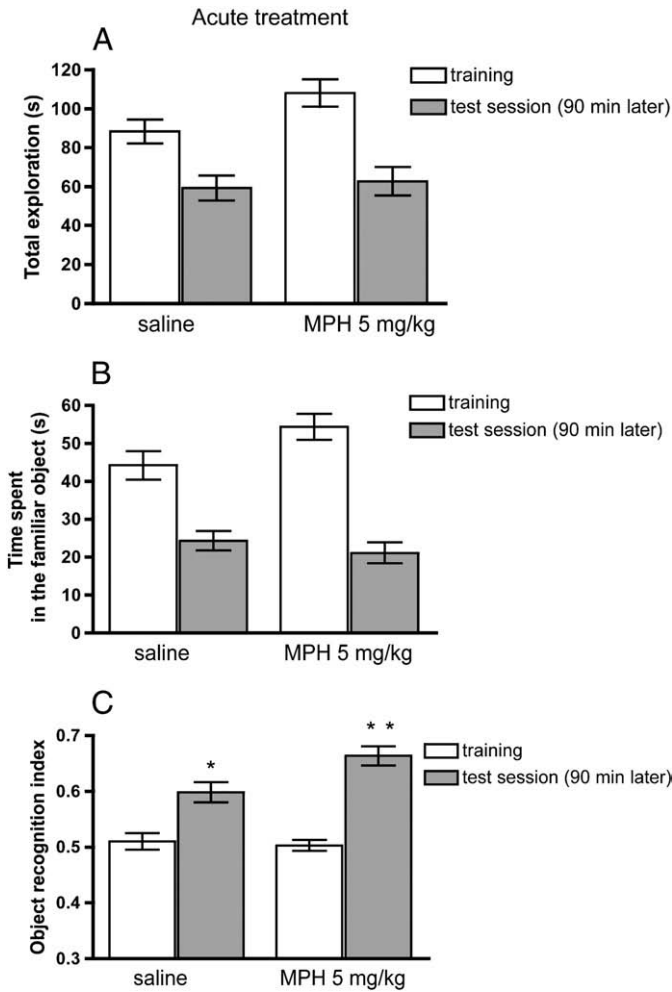 Acute treatment
A
Total exploration (s)
120
100
80
60
40
20
0
saline
MPH 5 mg/kg
training
test session (90 min later)
B
Time spent
in the familiar object (s)
60
50
40
30
20
10
0
saline
MPH 5 mg/kg
training
test session (90 min later)
C
Object recognition index
0.7
0.6
0.5
0.4
0.3
*
* *
saline
MPH 5 mg/kg
training
test session (90 min later)